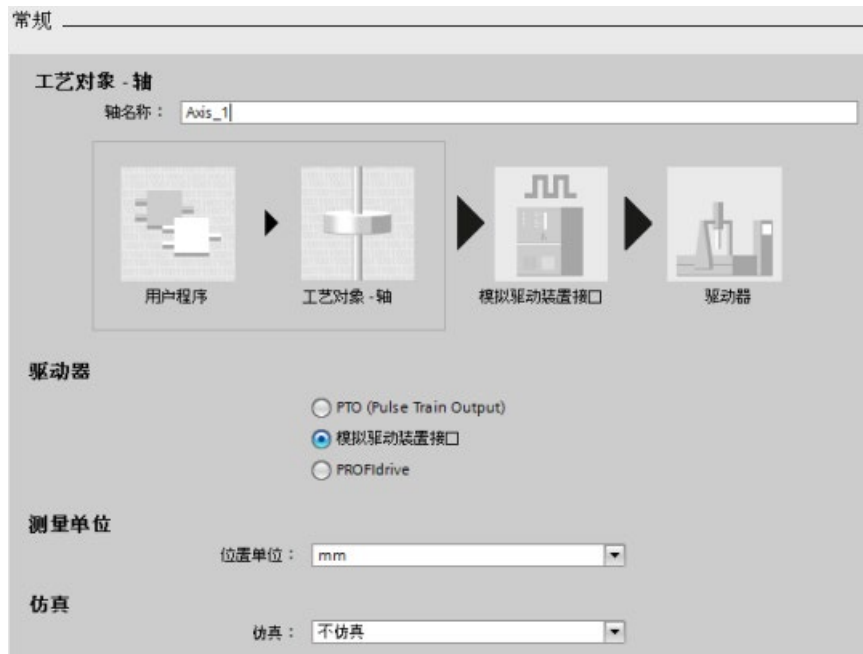 常规
工艺对象 - 轴
轴名称： Axis_1
用户程序 工艺对象 - 轴 模拟驱动装置接口 驱动器
驱动器
PTO (Pulse Train Output)
模拟驱动装置接口
PROFIdrive
测量单位
位置单位： mm
仿真
仿真： 不仿真